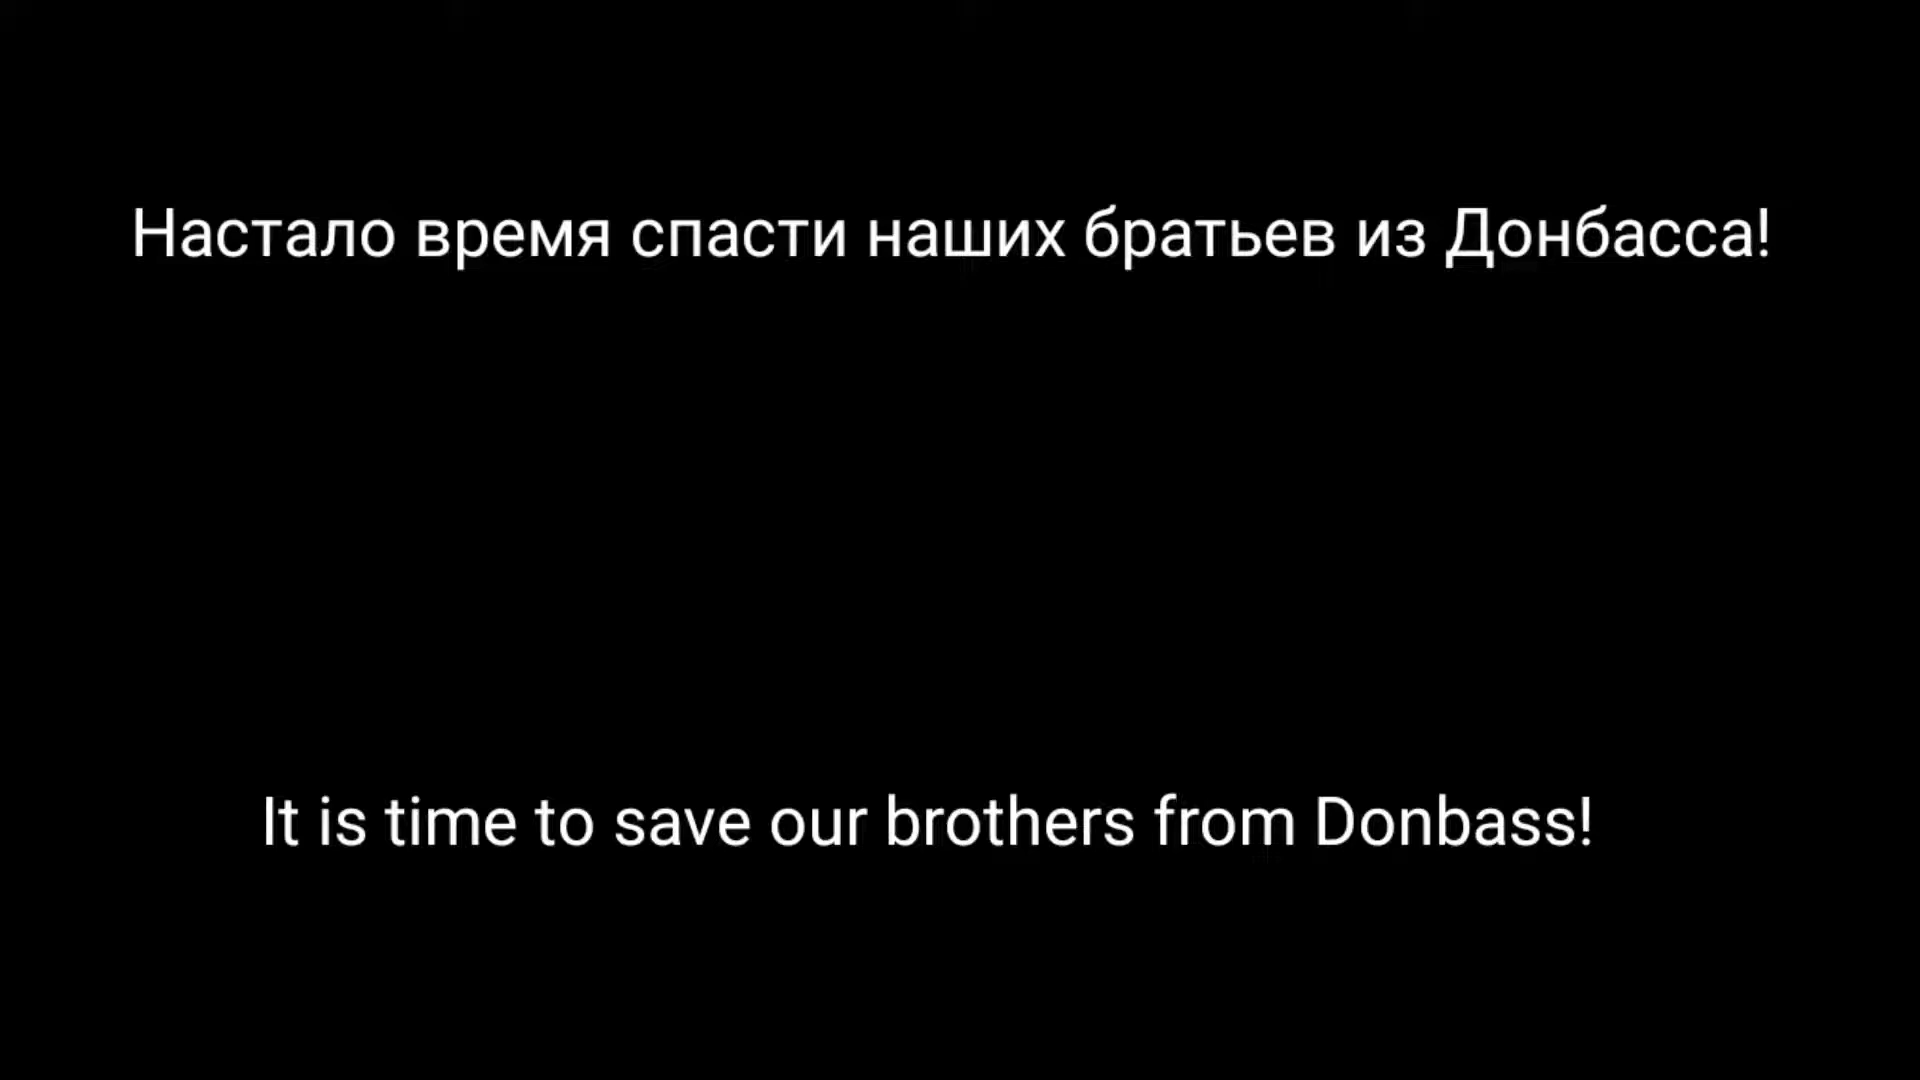 Настало время спасти наших братьев из Донбасса!
It is time to save our brothers from Donbass!